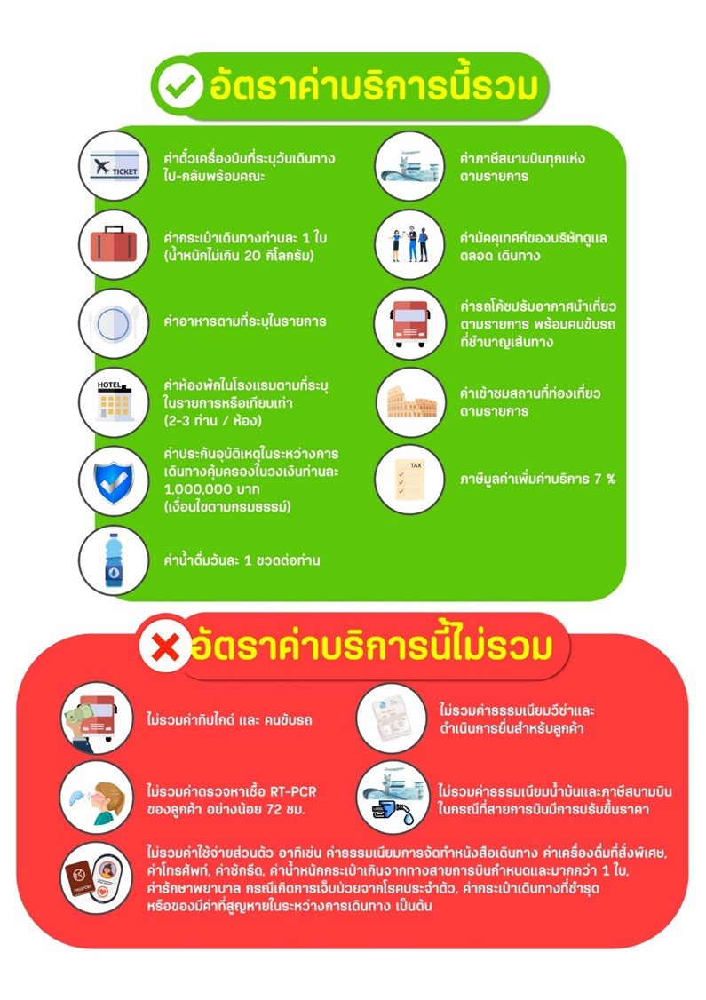 อัตราค่าบริการนี้รวม
TICKET
ค่าตั๋วเครื่องบินที่ระบุวันเดินทาง
ไป-กลับพร้อมคณะ
ค่าภาษีสนามบินทุกแห่ง
ตามรายการ
ค่ากระเป๋าเดินทางท่านละ 1 ใบ
(น้ำหนักไม่เกิน 20 กิโลกรัม)
ค่ามัคคุเทศก์ของบริษัทดูแล
ตลอด เดินทาง
ค่าอาหารตามที่ระบุในรายการ
ค่ารถโค้ชปรับอากาศนำเที่ยว
ตามรายการ พร้อมคนขับรถ
ที่ชำนาญเส้นทาง
HOTEL
ค่าห้องพักในโรงแรมตามที่ระบุ
ในรายการหรือเทียบเท่า
(2-3 ท่าน / ห้อง)
ค่าเข้าชมสถานที่ท่องเที่ยว
ตามรายการ
ค่าประกันอุบัติเหตุในระหว่างการ
เดินทางคุ้มครองในวงเงินท่านละ
1,000,000 บาท
(เงื่อนไขตามกรมธรรม์)
TAX
ภาษีมูลค่าเพิ่มค่าบริการ 7 %
ค่าน้ำดื่มวันละ 1 ขวดต่อท่าน
อัตราค่าบริการนี้ไม่รวม
ไม่รวมค่าทิปไกด์ และ คนขับรถ
ไม่รวมค่าธรรมเนียมวีซ่าและ
ดำเนินการยื่นสำหรับลูกค้า
ไม่รวมค่าตรวจหาเชื้อ RT-PCR
ของลูกค้า อย่างน้อย 72 ชม.
ไม่รวมค่าธรรมเนียมน้ำมันและภาษีสนามบิน
ในกรณีที่สายการบินมีการปรับขึ้นราคา
PASSPORT
ไม่รวมค่าใช้จ่ายส่วนตัว อาทิเช่น ค่าธรรมเนียมการจัดทำหนังสือเดินทาง ค่าเครื่องดื่มที่สั่งพิเศษ,
ค่าโทรศัพท์, ค่าซักรีด, ค่าน้ำหนักกระเป๋าเกินจากทางสายการบินกำหนดและมากกว่า 1 ใบ,
ค่ารักษาพยาบาล กรณีเกิดการเจ็บป่วยจากโรคประจำตัว, ค่ากระเป๋าเดินทางที่ชำรุด
หรือของมีค่าที่สูญหายในระหว่างการเดินทาง เป็นต้น